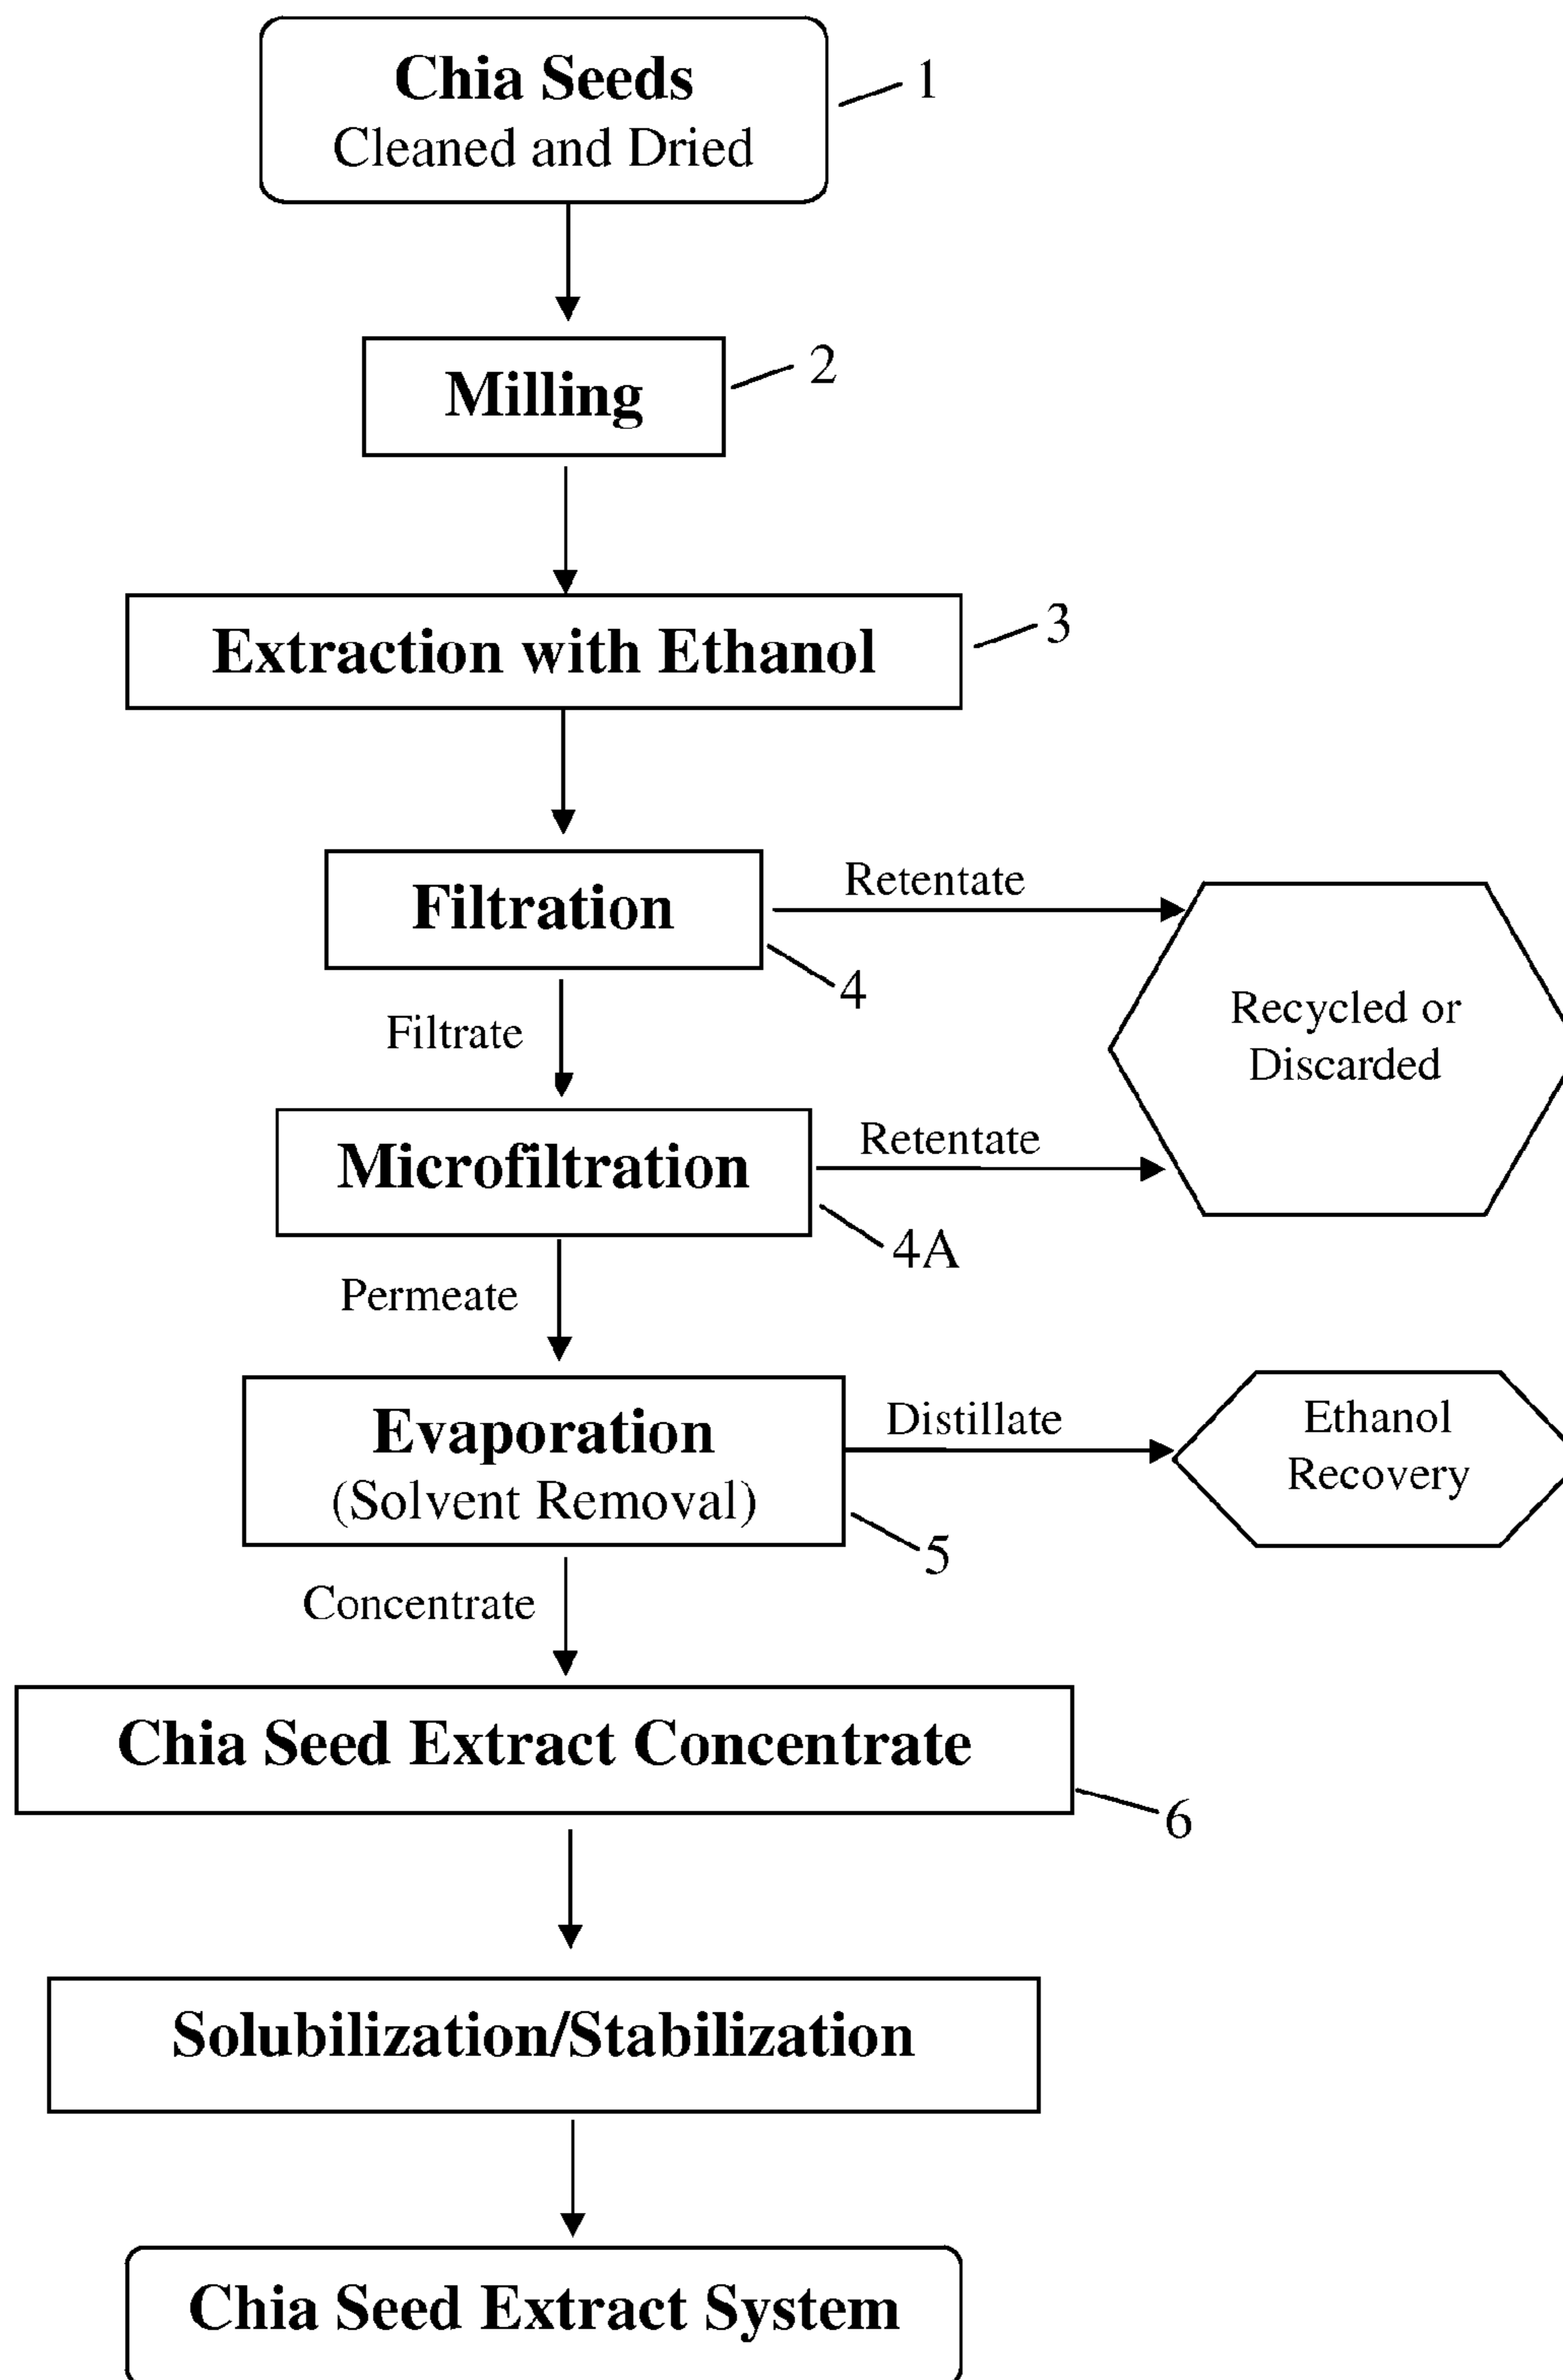 Chia Seeds
Cleaned and Dried
1
Milling
2
Extraction with Ethanol
3
Filtration
Retentate
4
Recycled or
Discarded
Filtrate
Microfiltration
Retentate
4A
Permeate
Evaporation
(Solvent Removal)
Distillate
Ethanol
Recovery
5
Concentrate
Chia Seed Extract Concentrate
6
Solubilization/Stabilization
Chia Seed Extract System